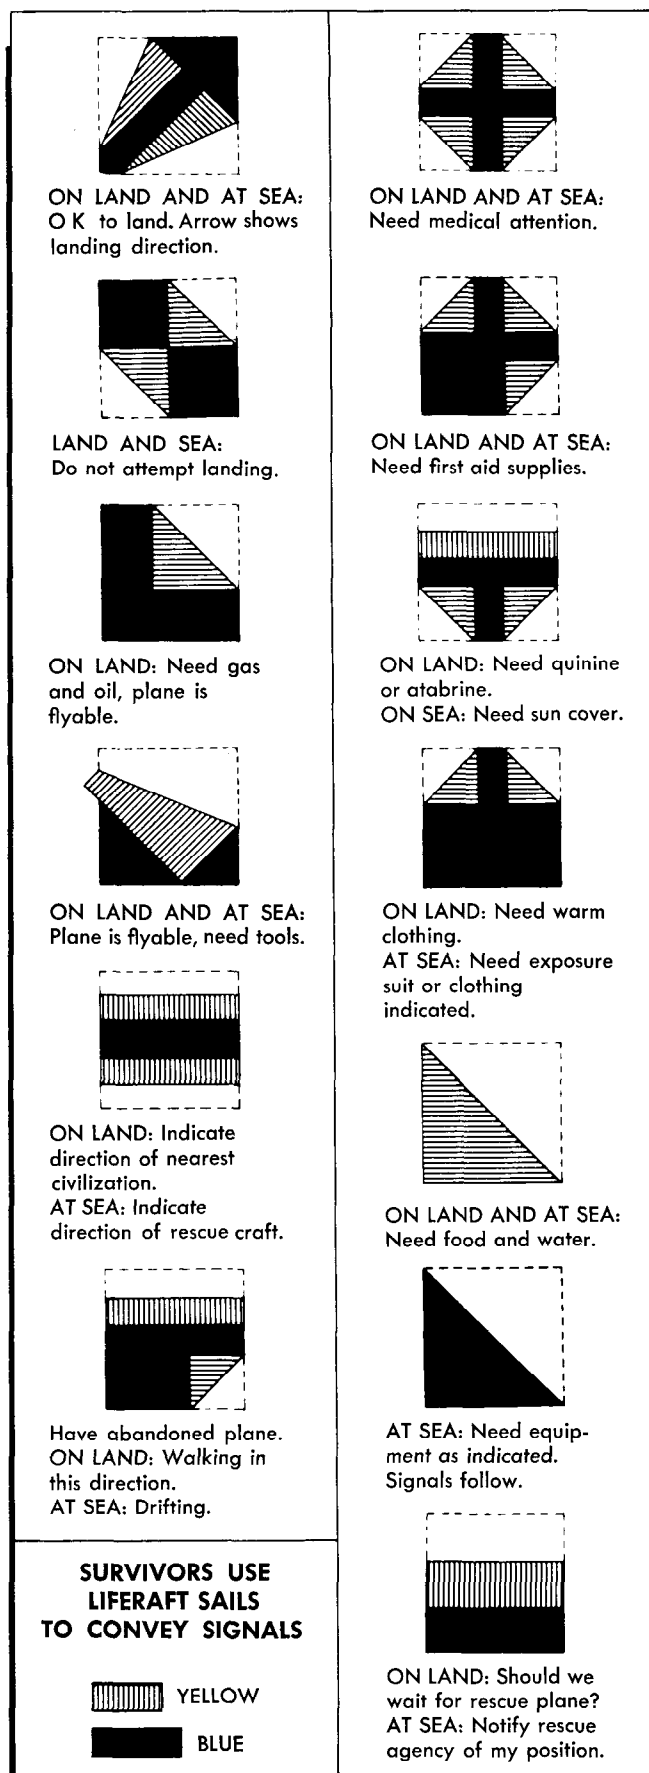 ON LAND AND AT SEA:
O K to land. Arrow shows
landing direction.
LAND AND SEA:
Do not attempt landing.
ON LAND: Need gas
and oil, plane is
flyable.
ON LAND AND AT SEA:
Plane is flyable, need tools.
ON LAND: Indicate
direction of nearest
civilization.
AT SEA: Indicate
direction of rescue craft.
Have abandoned plane.
ON LAND: Walking in
this direction.
AT SEA: Drifting.
SURVIVORS USE
LIFERAFT SAILS
TO CONVEY SIGNALS
YELLOW
BLUE
ON LAND AND AT SEA:
Need medical attention.
ON LAND AND AT SEA:
Need first aid supplies.
ON LAND: Need quinine
or atabrine.
ON SEA: Need sun cover.
ON LAND: Need warm
clothing.
AT SEA: Need exposure
suit or clothing
indicated.
ON LAND AND AT SEA:
Need food and water.
AT SEA: Need equip-
ment as indicated.
Signals follow.
ON LAND: Should we
wait for rescue plane?
AT SEA: Notify rescue
agency of my position.